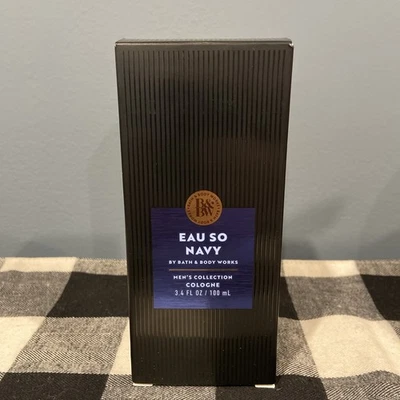 B&
BW
EAU SO
NAVY
BY BATH & BODY WORKS
MEN'S COLLECTION
COLOGNE
3.4 FL OZ / 100 mL